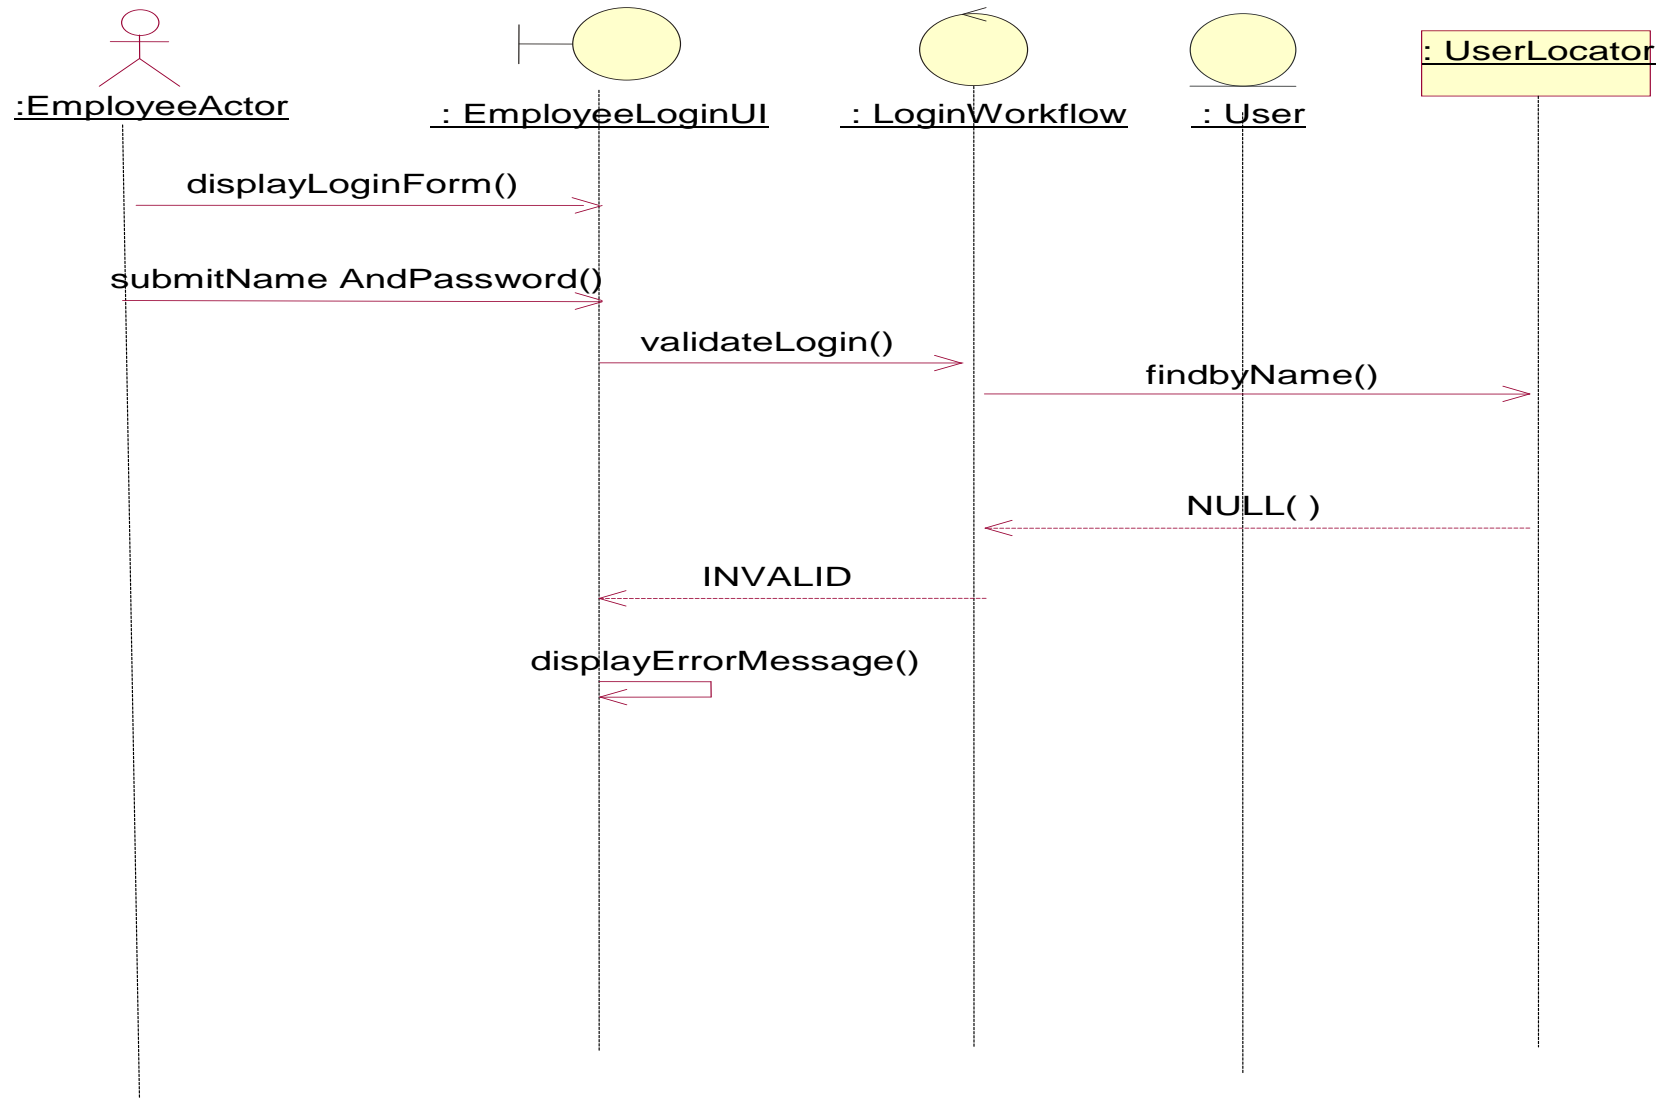 :EmployeeActor
: EmployeeLoginUI
: LoginWorkflow
: User
: UserLocator
displayLoginForm()
submitName AndPassword()
validateLogin()
findbyName()
NULL( )
INVALID
displayErrorMessage()